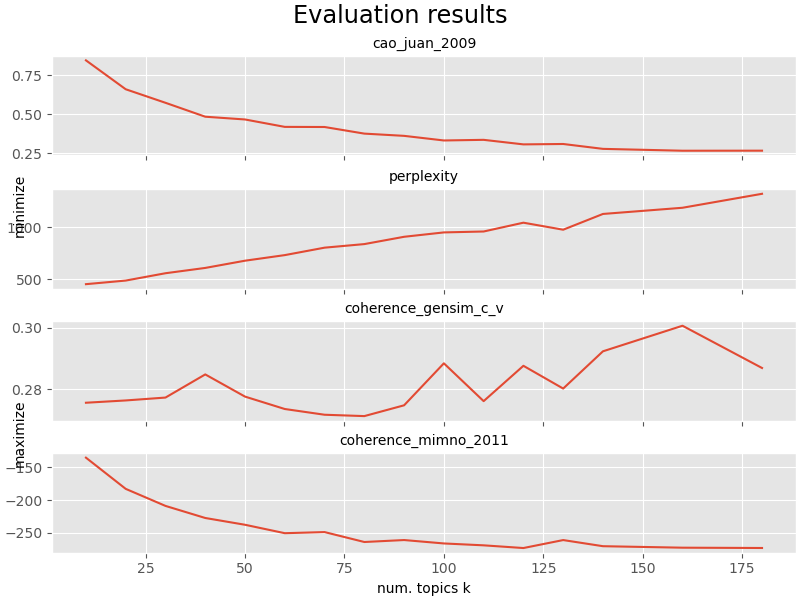 Evaluation results
cao_juan_2009
0.75
0.50
0.25
perplexity
minimize
1000
500
coherence_gensim_c_v
0.30
0.28
maximize
coherence_mimno_2011
−150
−200
−250
25 50 75 100 125 150 175
num. topics k